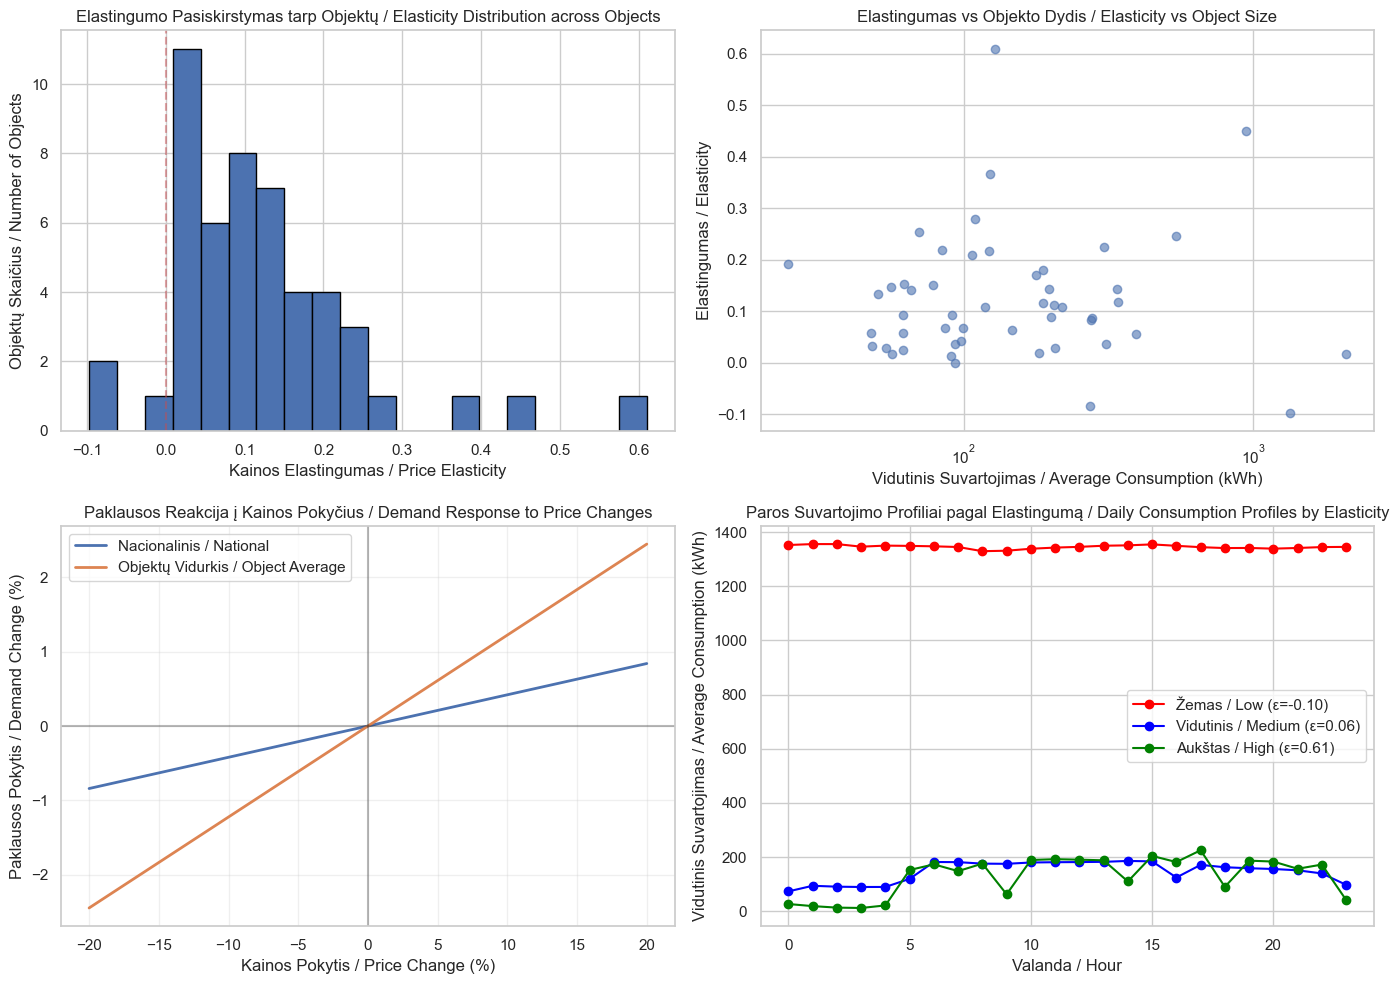 Elastingumo Pasiskirstymas tarp Objektų / Elasticity Distribution across Objects
Objektų Skaičius / Number of Objects
10
8
6
4
2
0
−0.1 0.0 0.1 0.2 0.3 0.4 0.5 0.6
Kainos Elastingumas / Price Elasticity
Elastingumas vs Objekto Dydis / Elasticity vs Object Size
Elastingumas / Elasticity
0.6
0.5
0.4
0.3
0.2
0.1
0.0
−0.1
10² 10³
Vidutinis Suvartojimas / Average Consumption (kWh)
Paklausos Reakcija į Kainos Pokyčius / Demand Response to Price Changes
Paklausos Pokytis / Demand Change (%)
Nacionalinis / National
Objektų Vidurkis / Object Average
2
1
0
−1
−2
−20 −15 −10 −5 0 5 10 15 20
Kainos Pokytis / Price Change (%)
Paros Suvartojimo Profiliai pagal Elastingumą / Daily Consumption Profiles by Elasticity
Vidutinis Suvartojimas / Average Consumption (kWh)
1400
1200
1000
800
600
400
200
0
Žemas / Low (ε=-0.10)
Vidutinis / Medium (ε=0.06)
Aukštas / High (ε=0.61)
0 5 10 15 20
Valanda / Hour